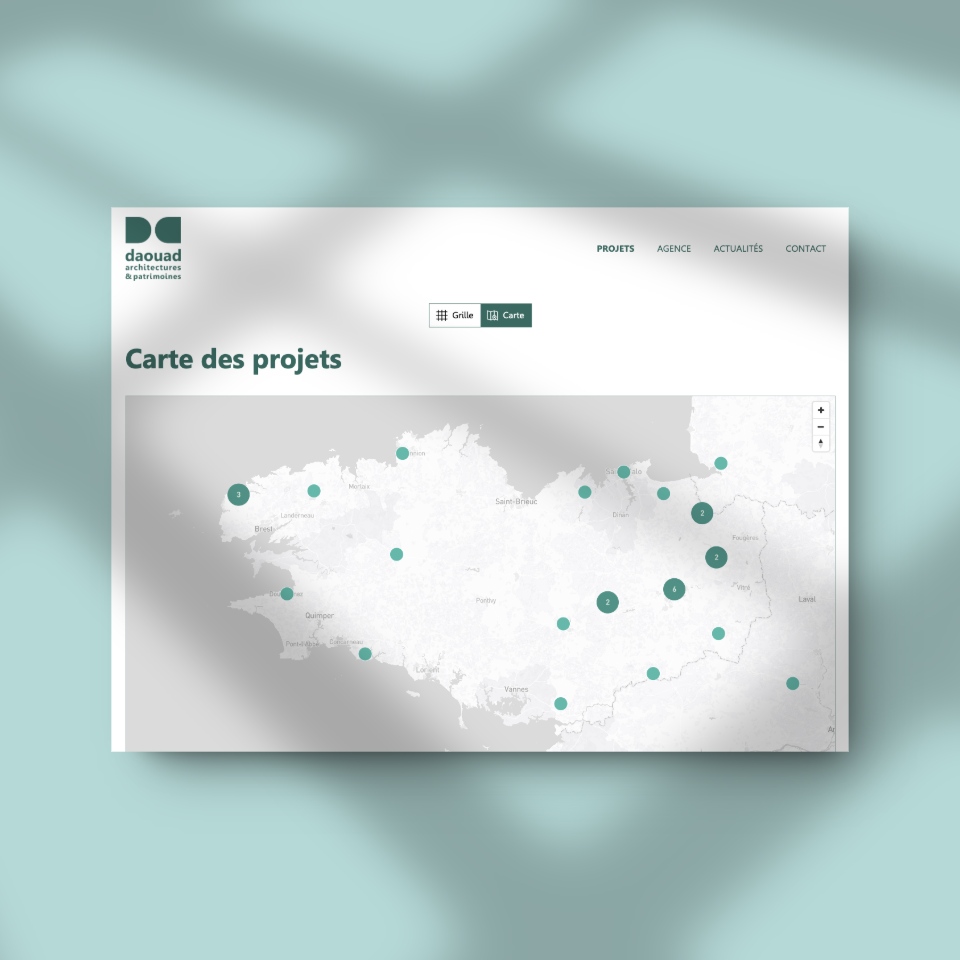 daouad
architectures
& patrimoines
PROJETS AGENCE ACTUALITÉS CONTACT
Grille Carte
Carte des projets
3
Morlaix
Saint-Brieuc
Landerneau
Brest
Dinan
2
Fougères
2
Vitré
6
Laval
2
Pontivy
Quimper
Concarneau
Lorient
Vannes